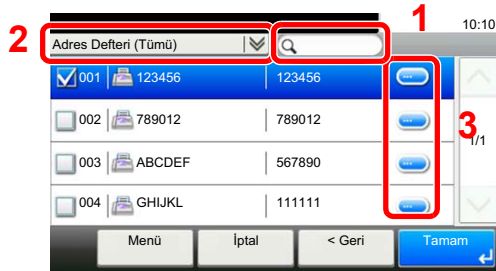 1
10:10
2
Adres Defteri (Tümü)
001 123456 123456
002 789012 789012
3
1/1
003 ABCDEF 567890
004 GHIJKL 111111
Menü İptal < Geri Tamam